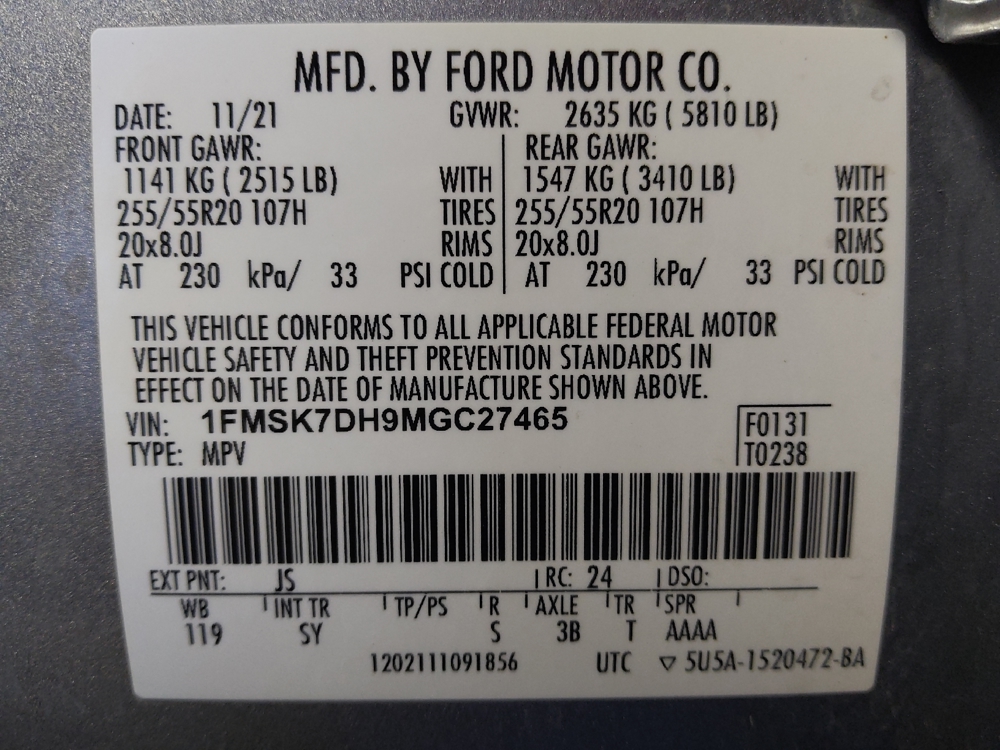 MFD. BY FORD MOTOR CO.
DATE: 11/21 GVWR: 2635 KG ( 5810 LB)
FRONT GAWR: REAR GAWR:
1141 KG ( 2515 LB) WITH 1547 KG ( 3410 LB) WITH
255/55R20 107H TIRES 255/55R20 107H TIRES
20x8.0J RIMS 20x8.0J RIMS
AT 230 kPa/ 33 PSI COLD AT 230 kPa/ 33 PSI COLD
THIS VEHICLE CONFORMS TO ALL APPLICABLE FEDERAL MOTOR
VEHICLE SAFETY AND THEFT PREVENTION STANDARDS IN
EFFECT ON THE DATE OF MANUFACTURE SHOWN ABOVE.
VIN: 1FMSK7DH9MGC27465 F0131
TYPE: MPV T0238
EXT PNT: JS RC: 24 DSO:
WB INT TR TP/PS R AXLE TR SPR
119 SY S 3B T AAAA
1202111091856 UTC ▽ 5U5A-1520472-BA